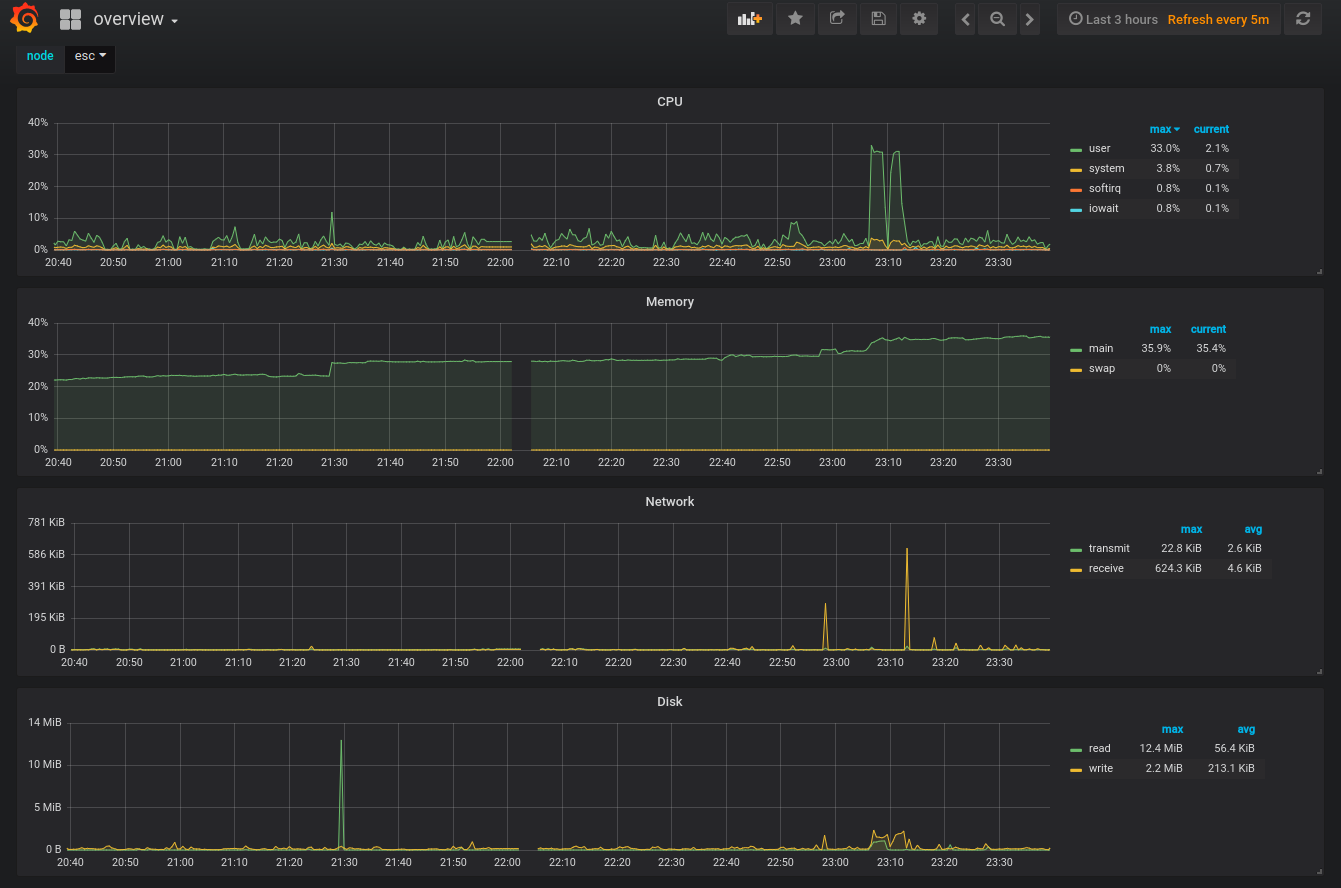 overview
Last 3 hours Refresh every 5m
node esc
CPU
40%
30%
20%
10%
0%
20:40 20:50 21:00 21:10 21:20 21:30 21:40 21:50 22:00 22:10 22:20 22:30 22:40 22:50 23:00 23:10 23:20 23:30
max current
user 33.0% 2.1%
system 3.8% 0.7%
softirq 0.8% 0.1%
iowait 0.8% 0.1%
Memory
40%
30%
20%
10%
0%
20:40 20:50 21:00 21:10 21:20 21:30 21:40 21:50 22:00 22:10 22:20 22:30 22:40 22:50 23:00 23:10 23:20 23:30
max current
main 35.9% 35.4%
swap 0% 0%
Network
781 KiB
586 KiB
391 KiB
195 KiB
0 B
20:40 20:50 21:00 21:10 21:20 21:30 21:40 21:50 22:00 22:10 22:20 22:30 22:40 22:50 23:00 23:10 23:20 23:30
max avg
transmit 22.8 KiB 2.6 KiB
receive 624.3 KiB 4.6 KiB
Disk
14 MiB
10 MiB
5 MiB
0 B
20:40 20:50 21:00 21:10 21:20 21:30 21:40 21:50 22:00 22:10 22:20 22:30 22:40 22:50 23:00 23:10 23:20 23:30
max avg
read 12.4 MiB 56.4 KiB
write 2.2 MiB 213.1 KiB